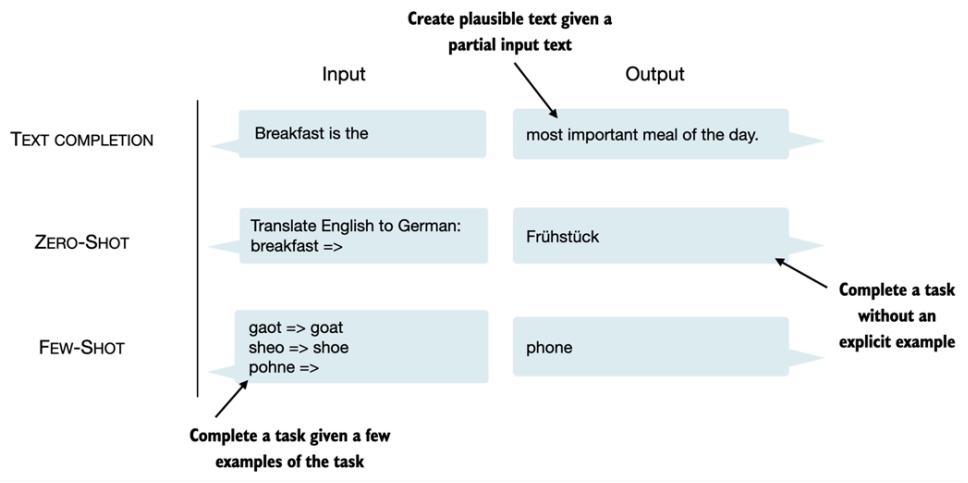 Create plausible text given a
partial input text
Input
Output
TEXT COMPLETION
Breakfast is the
most important meal of the day.
ZERO-SHOT
Translate English to German:
breakfast =>
Frühstück
Complete a task
without an
explicit example
FEW-SHOT
gaot => goat
sheo => shoe
pohne =>
phone
Complete a task given a few
examples of the task